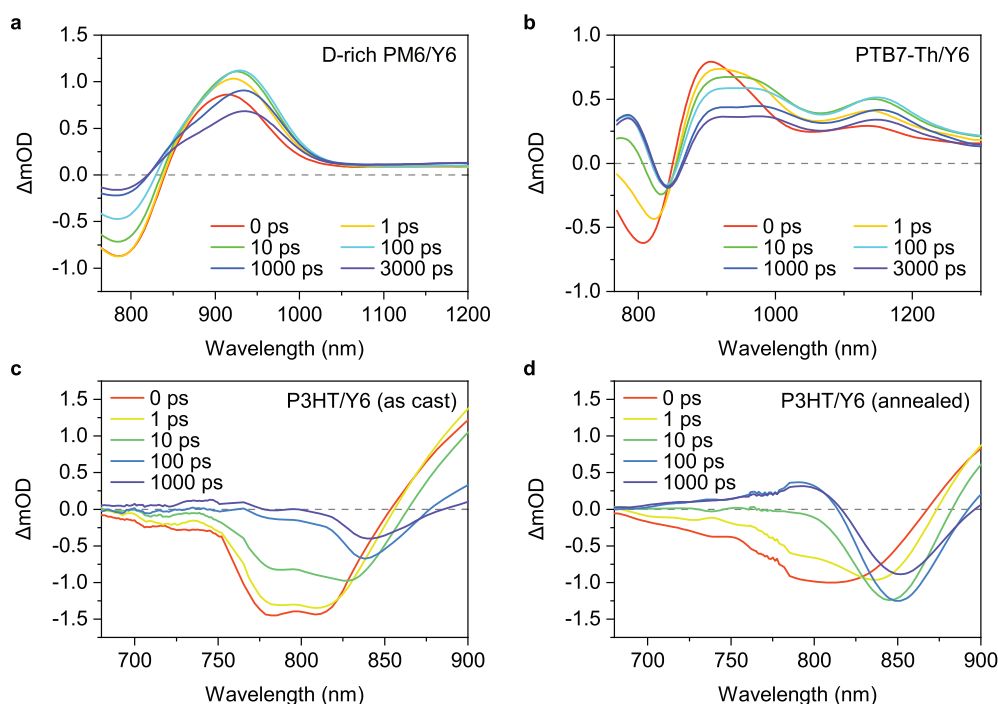 a
D-rich PM6/Y6
1.5
1.0
0.5
0.0
-0.5
-1.0
ΔmOD
0 ps
1 ps
10 ps
100 ps
1000 ps
3000 ps
800
900
1000
1100
1200
Wavelength (nm)
b
PTB7-Th/Y6
1.0
0.5
0.0
-0.5
-1.0
ΔmOD
0 ps
1 ps
10 ps
100 ps
1000 ps
3000 ps
800
900
1000
1100
1200
Wavelength (nm)
c
P3HT/Y6 (as cast)
1.5
1.0
0.5
0.0
-0.5
-1.0
-1.5
ΔmOD
0 ps
1 ps
10 ps
100 ps
1000 ps
700
750
800
850
900
Wavelength (nm)
d
P3HT/Y6 (annealed)
1.5
1.0
0.5
0.0
-0.5
-1.0
-1.5
ΔmOD
0 ps
1 ps
10 ps
100 ps
1000 ps
700
750
800
850
900
Wavelength (nm)